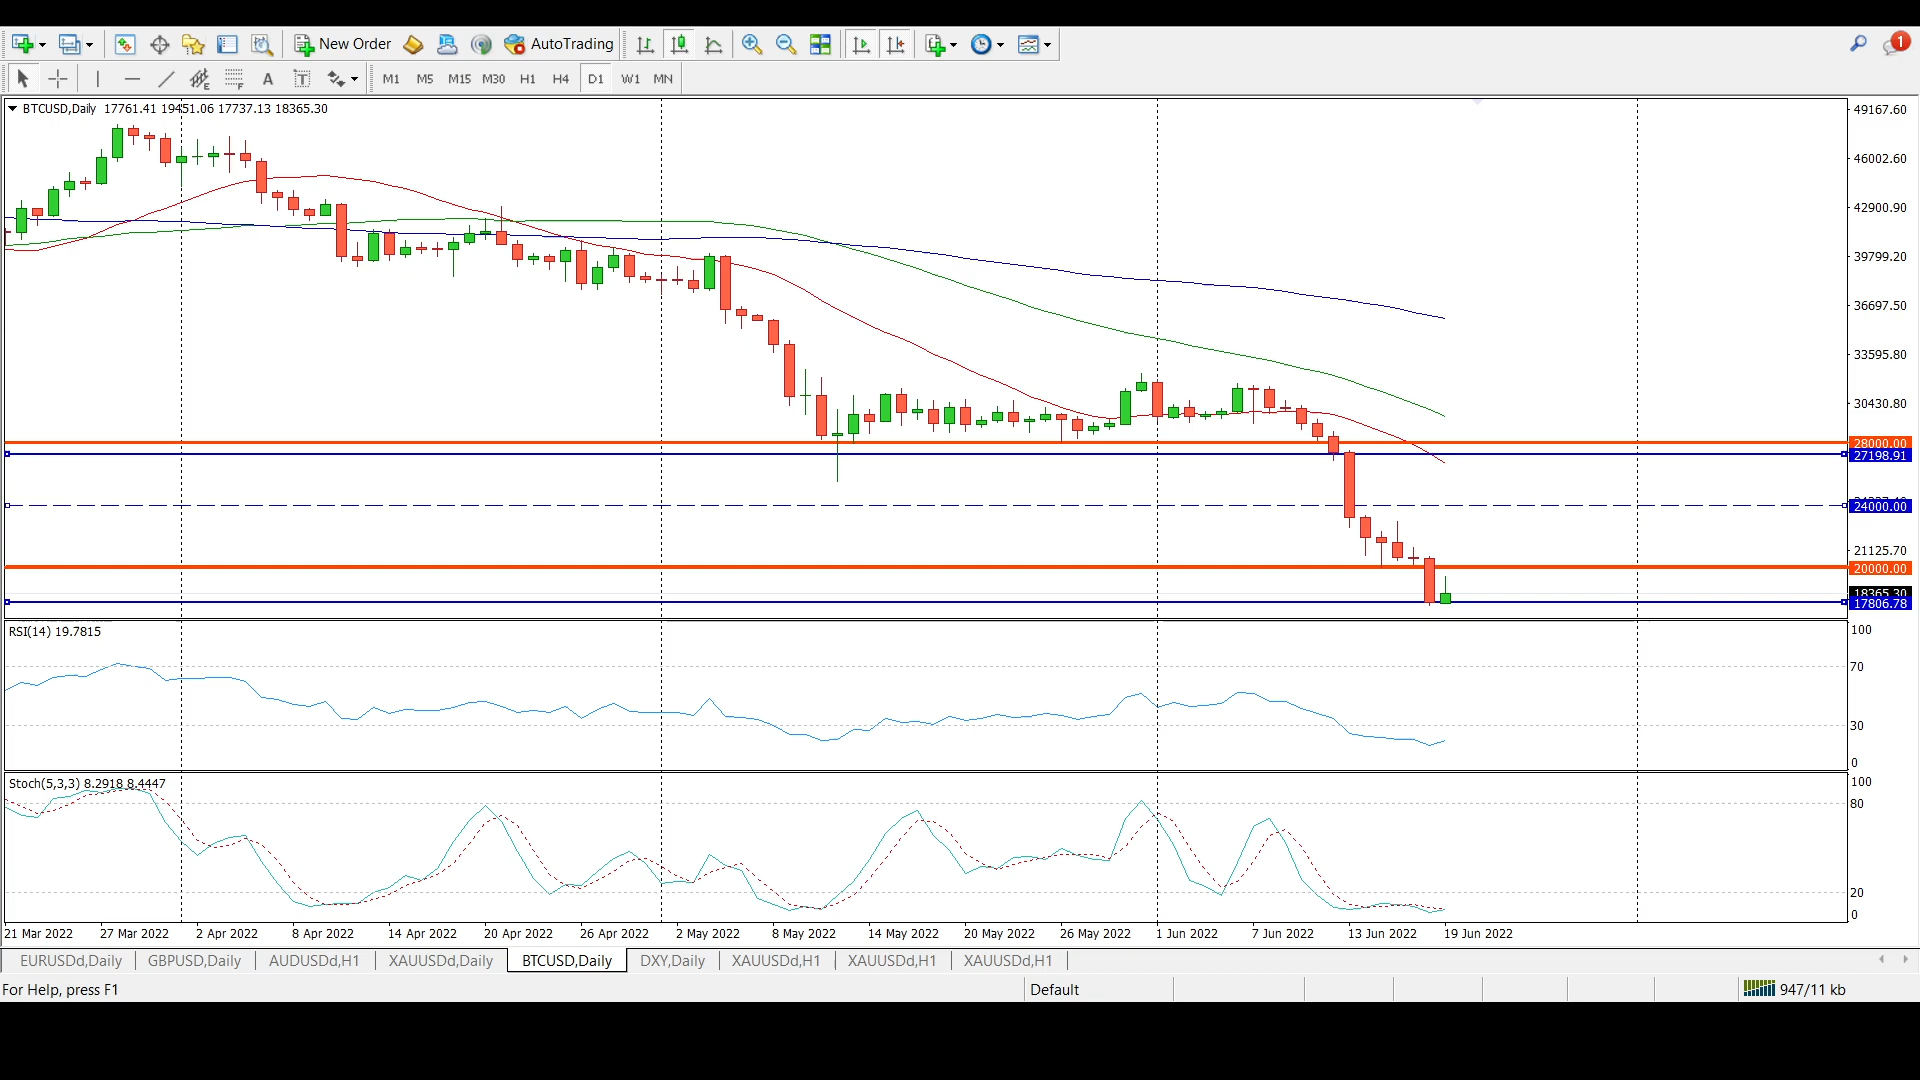 New Order AutoTrading 1
A T M1 M5 M15 M30 H1 H4 D1 W1 MN
BTCUSD,Daily 17761.41 19451.06 17737.13 18365.30
49167.60
46002.60
42900.90
39799.20
36697.50
33595.80
30430.80
28000.00
27198.91
24000.00
21125.70
20000.00
18365.30
17806.78
RSI(14) 19.7815
100
70
30
0
Stoch(5,3,3) 8.2918 8.4447
100
80
20
0
21 Mar 2022 27 Mar 2022 2 Apr 2022 8 Apr 2022 14 Apr 2022 20 Apr 2022 26 Apr 2022 2 May 2022 8 May 2022 14 May 2022 20 May 2022 26 May 2022 1 Jun 2022 7 Jun 2022 13 Jun 2022 19 Jun 2022
EURUSDd,Daily GBPUSD,Daily AUDUSDd,H1 XAUUSDd,Daily BTCUSD,Daily DXY,Daily XAUUSDd,H1 XAUUSDd,H1 XAUUSDd,H1
For Help, press F1 Default 947/11 kb